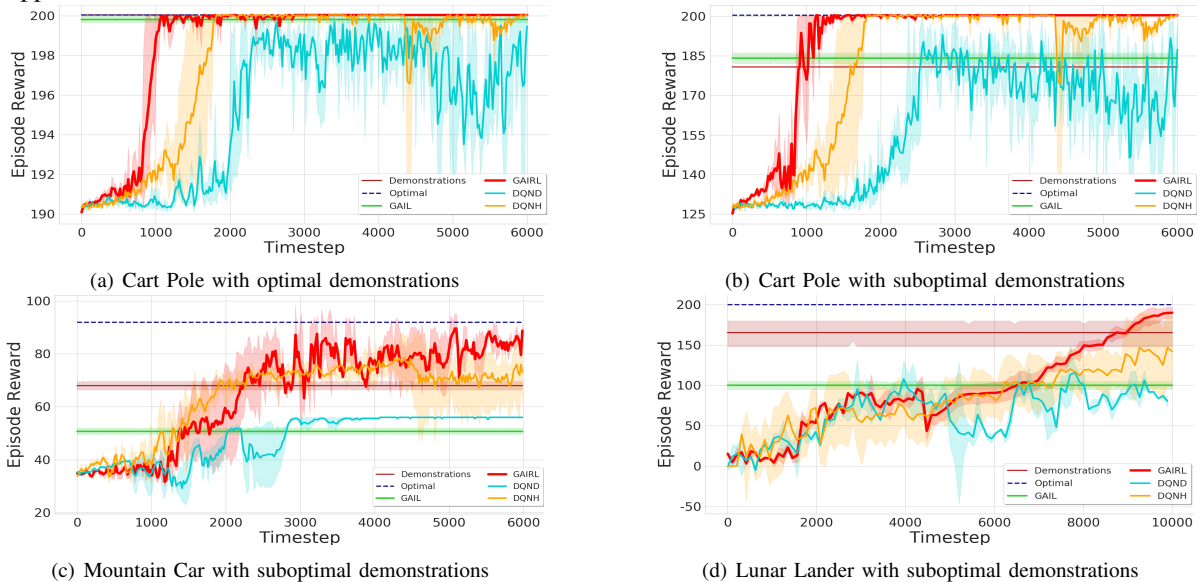 200
198
196
194
192
190
Episode Reward
0 1000 2000 3000 4000 5000 6000
Timestep
Demonstrations
Optimal
GAIL
GAIRL
DQND
DQNH
(a) Cart Pole with optimal demonstrations
200
185
170
155
140
125
Episode Reward
0 1000 2000 3000 4000 5000 6000
Timestep
Demonstrations
Optimal
GAIL
GAIRL
DQND
DQNH
(b) Cart Pole with suboptimal demonstrations
100
80
60
40
20
Episode Reward
0 1000 2000 3000 4000 5000 6000
Timestep
Demonstrations
Optimal
GAIL
GAIRL
DQND
DQNH
(c) Mountain Car with suboptimal demonstrations
200
150
100
50
0
-50
Episode Reward
0 2000 4000 6000 8000 10000
Timestep
Demonstrations
Optimal
GAIL
GAIRL
DQND
DQNH
(d) Lunar Lander with suboptimal demonstrations